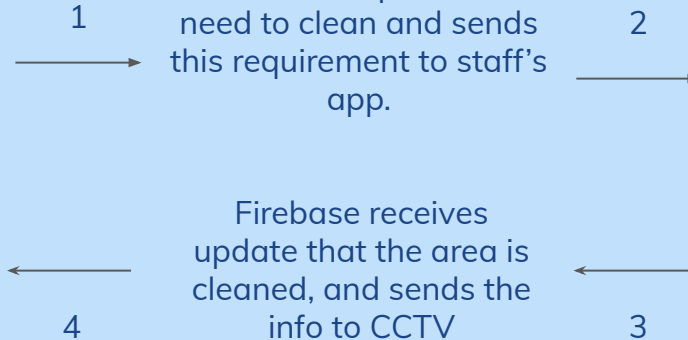 1
need to clean and sends
2
this requirement to staff's
app.
Firebase receives
update that the area is
cleaned, and sends the
4
info to CCTV
3